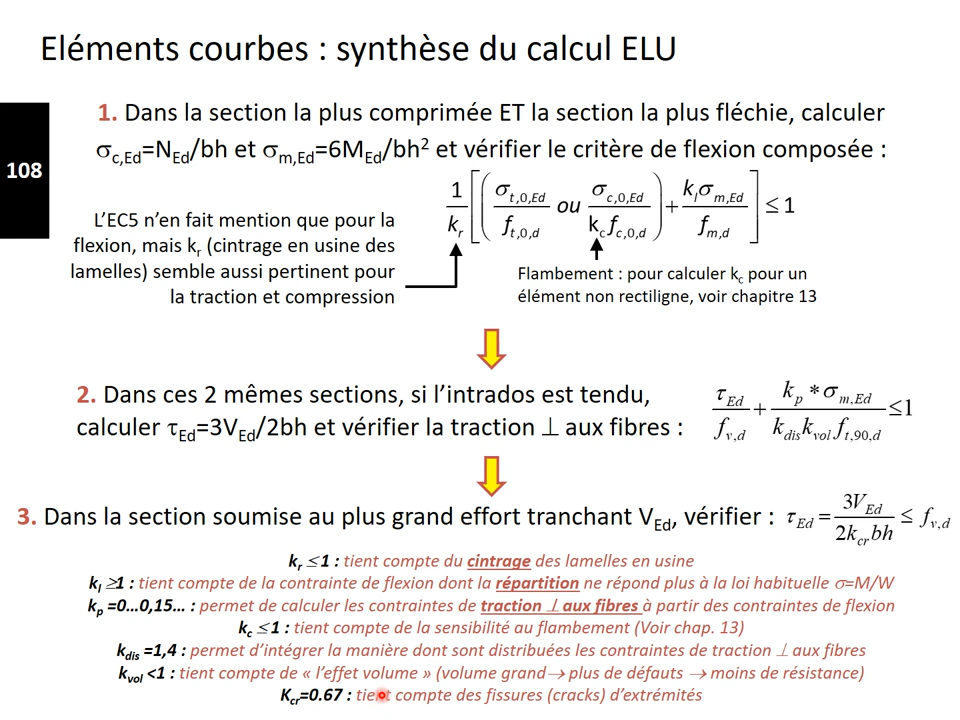 Eléments courbes : synthèse du calcul ELU
108
1. Dans la section la plus comprimée ET la section la plus fléchie, calculer
σc,Ed=NEd/bh et σm,Ed=6MEd/bh² et vérifier le critère de flexion composée :
1/kr [ ( σt,0,Ed / ft,0,d ou σc,0,Ed / kc fc,0,d ) + kl σm,Ed / fm,d ] ≤ 1
L’EC5 n’en fait mention que pour la
flexion, mais kr (cintrage en usine des
lamelles) semble aussi pertinent pour
la traction et compression
Flambement : pour calculer kc pour un
élément non rectiligne, voir chapitre 13
2. Dans ces 2 mêmes sections, si l’intrados est tendu,
calculer τEd=3VEd/2bh et vérifier la traction ⊥ aux fibres :
τEd / fv,d + kp * σm,Ed / kdis kvol ft,90,d ≤ 1
3. Dans la section soumise au plus grand effort tranchant VEd, vérifier : τEd = 3VEd / 2kcr bh ≤ fv,d
kr ≤ 1 : tient compte du cintrage des lamelles en usine
kl ≥1 : tient compte de la contrainte de flexion dont la répartition ne répond plus à la loi habituelle σ=M/W
kp =0…0,15… : permet de calculer les contraintes de traction ⊥ aux fibres à partir des contraintes de flexion
kc ≤ 1 : tient compte de la sensibilité au flambement (Voir chap. 13)
kdis =1,4 : permet d’intégrer la manière dont sont distribuées les contraintes de traction ⊥ aux fibres
kvol <1 : tient compte de « l’effet volume » (volume grand→ plus de défauts → moins de résistance)
Kcr=0.67 : tient compte des fissures (cracks) d’extrémités